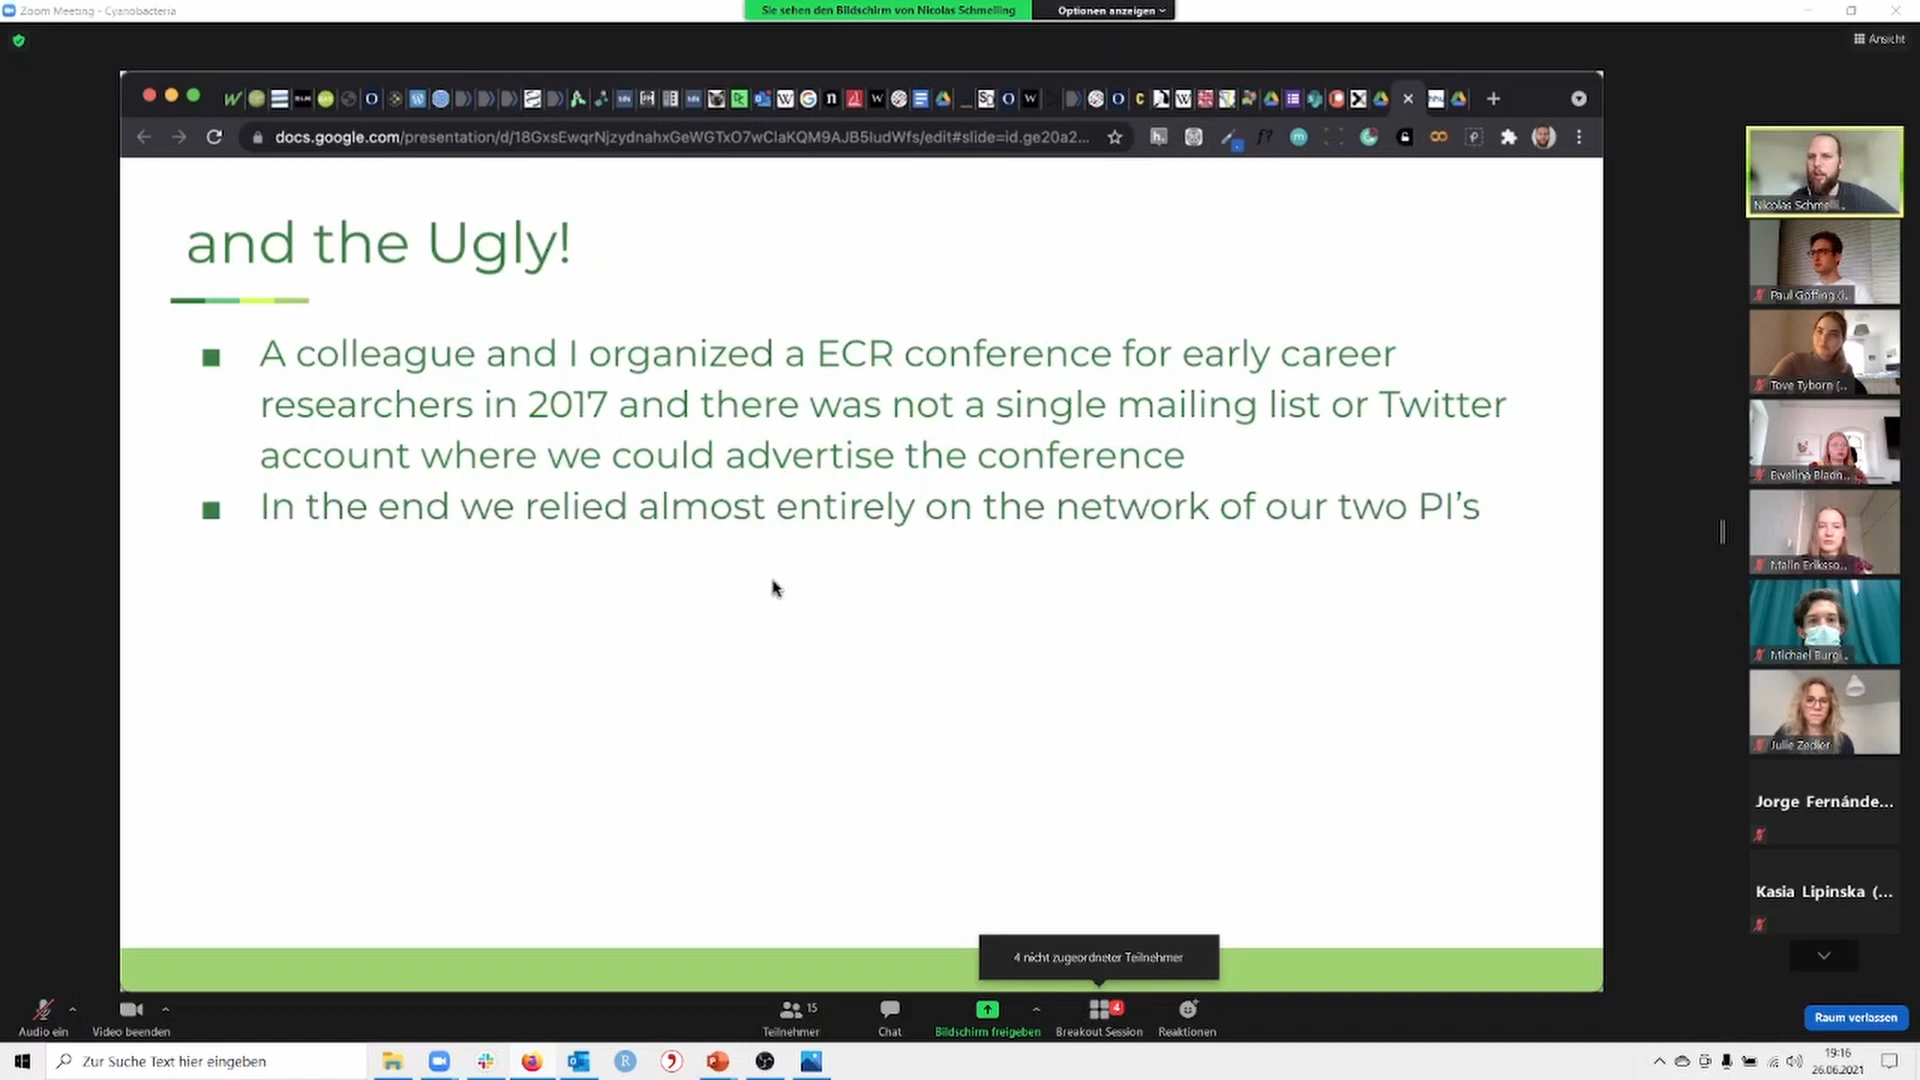 Zoom Meeting - Cyanobacteria
Sie sehen den Bildschirm von Nicolas Schmelling
Optionen anzeigen
Ansicht
docs.google.com/presentation/d/18GxsEwqrNjzydnahxGeWGTxO7wClaKQM9AJB5IudWfs/edit#slide=id.ge20a2...
and the Ugly!
A colleague and I organized a ECR conference for early career
researchers in 2017 and there was not a single mailing list or Twitter
account where we could advertise the conference
In the end we relied almost entirely on the network of our two PI's
Nicolas Schmelli...
Paul Göffing (i...
Tove Tyborn (...
Ewelina Bladn...
Malin Eriksso...
Michael Burgi...
Julie Zedler
Jorge Fernánde...
Kasia Lipinska (...
4 nicht zugeordneter Teilnehmer
Audio ein
Video beenden
15
Teilnehmer
Chat
Bildschirm freigeben
4
Breakout Session
Reaktionen
Raum verlassen
Zur Suche Text hier eingeben
19:16
26.06.2021